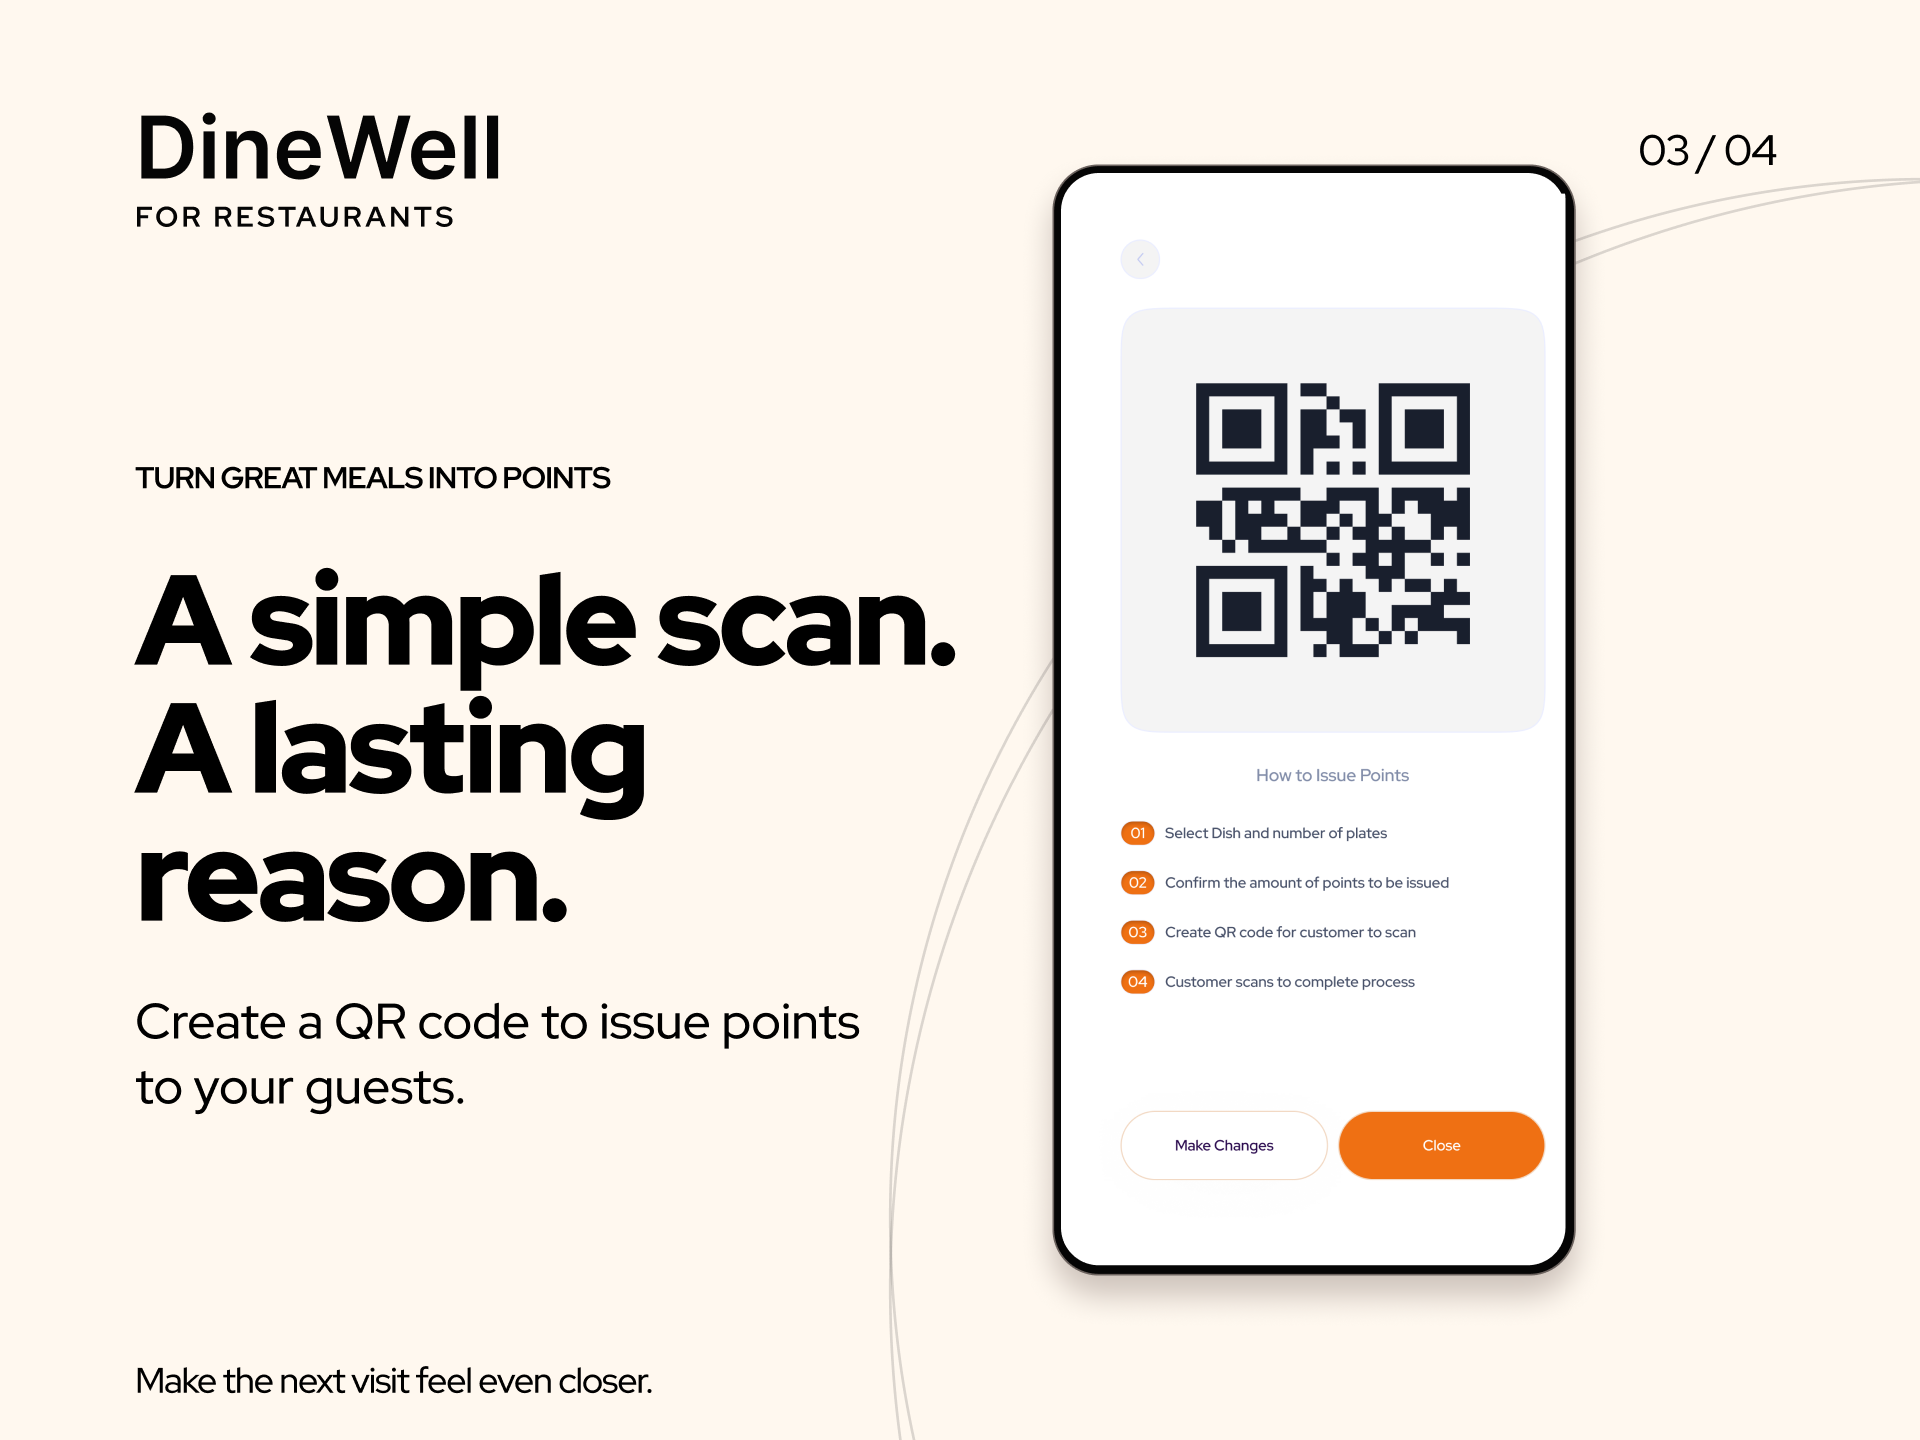 DineWell
FOR RESTAURANTS
03 / 04
TURN GREAT MEALS INTO POINTS
A simple scan.
A lasting
reason.
Create a QR code to issue points
to your guests.
Make the next visit feel even closer.
How to Issue Points
01 Select Dish and number of plates
02 Confirm the amount of points to be issued
03 Create QR code for customer to scan
04 Customer scans to complete process
Make Changes
Close